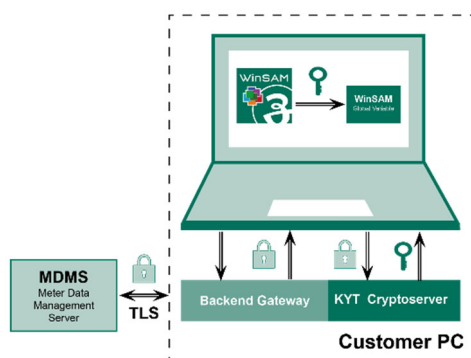 WinSAM
WinSAM
Global Variable
MDMS
Meter Data
Management
Server
TLS
Backend Gateway
KYT Cryptoserver
Customer PC